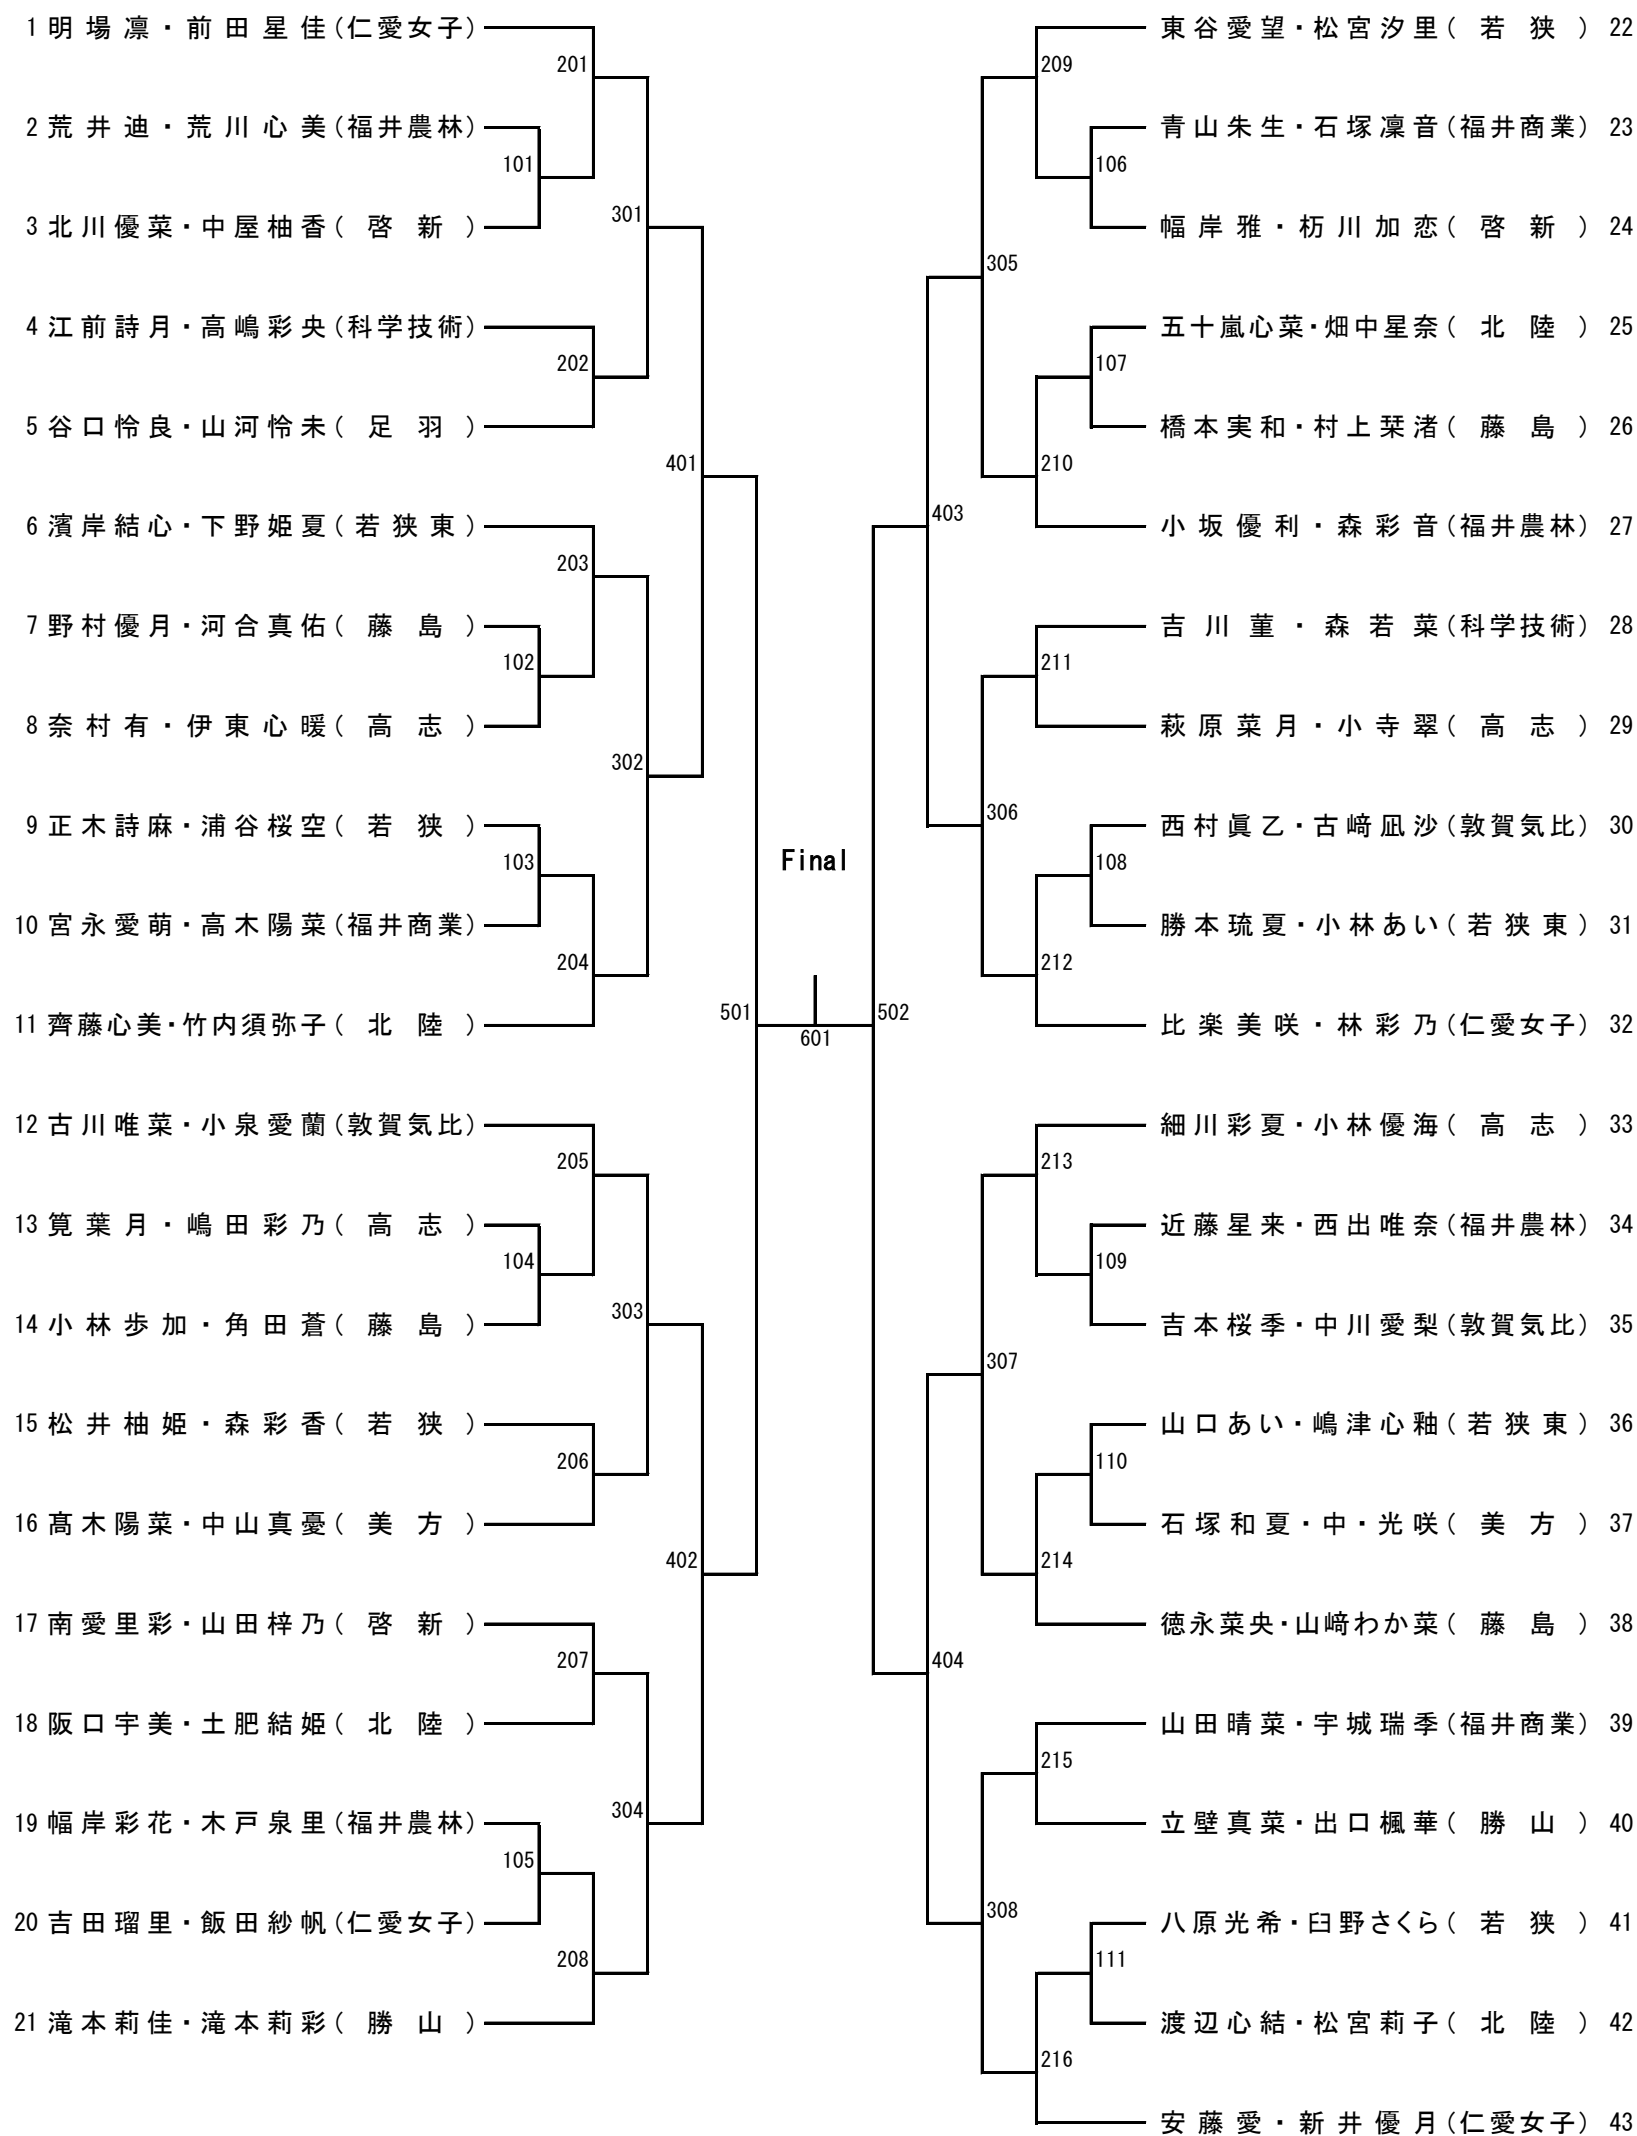 1 明場凛・前田星佳(仁愛女子)
201
2 荒井迪・荒川心美(福井農林)
101
3 北川優菜・中屋柚香(啓新)
301
4 江前詩月・高嶋彩央(科学技術)
202
5 谷口怜良・山河怜未(足羽)
401
6 濱岸結心・下野姫夏(若狭東)
203
7 野村優月・河合真佑(藤島)
102
8 奈村有・伊東心暖(高志)
302
9 正木詩麻・浦谷桜空(若狭)
103
10 宮永愛萌・高木陽菜(福井商業)
204
11 齊藤心美・竹内須弥子(北陸)
501
12 古川唯菜・小泉愛蘭(敦賀気比)
205
13 筧葉月・嶋田彩乃(高志)
104
14 小林歩加・角田蒼(藤島)
303
15 松井柚姫・森彩香(若狭)
206
16 髙木陽菜・中山真憂(美方)
402
17 南愛里彩・山田梓乃(啓新)
207
18 阪口宇美・土肥結姫(北陸)
304
19 幅岸彩花・木戸泉里(福井農林)
105
20 吉田瑠里・飯田紗帆(仁愛女子)
208
21 滝本莉佳・滝本莉彩(勝山)
Final
601
東谷愛望・松宮汐里(若狭) 22
209
青山朱生・石塚凜音(福井商業) 23
106
幅岸雅・杤川加恋(啓新) 24
305
五十嵐心菜・畑中星奈(北陸) 25
107
橋本実和・村上栞渚(藤島) 26
210
403
小坂優利・森彩音(福井農林) 27
吉川菫・森若菜(科学技術) 28
211
萩原菜月・小寺翠(高志) 29
306
西村眞乙・古﨑凪沙(敦賀気比) 30
108
勝本琉夏・小林あい(若狭東) 31
212
502
比楽美咲・林彩乃(仁愛女子) 32
細川彩夏・小林優海(高志) 33
213
近藤星来・西出唯奈(福井農林) 34
109
吉本桜季・中川愛梨(敦賀気比) 35
307
山口あい・嶋津心釉(若狭東) 36
110
石塚和夏・中・光咲(美方) 37
214
徳永菜央・山﨑わか菜(藤島) 38
404
山田晴菜・宇城瑞季(福井商業) 39
215
立壁真菜・出口楓華(勝山) 40
308
八原光希・臼野さくら(若狭) 41
111
渡辺心結・松宮莉子(北陸) 42
216
安藤愛・新井優月(仁愛女子) 43